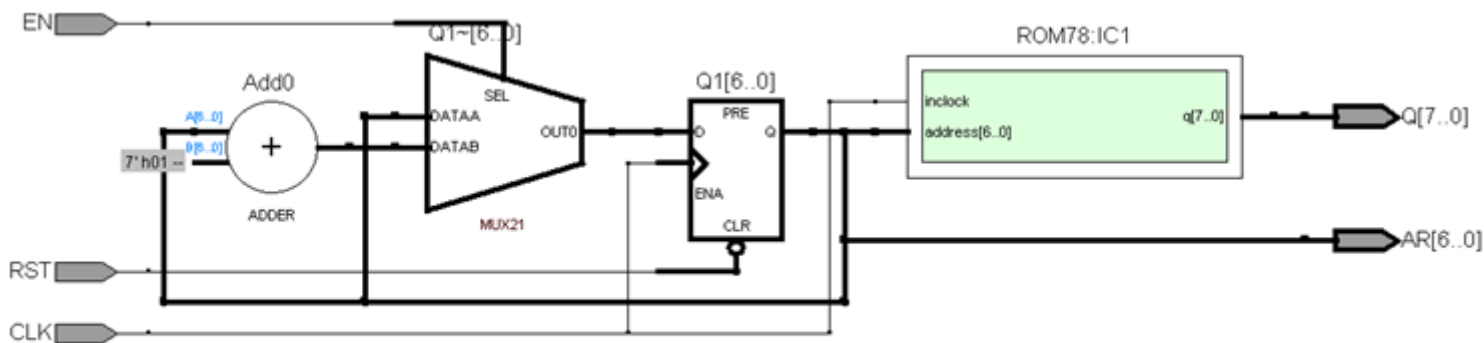 EN
Q1~[6..0]
ROM78:IC1
Add0
Q1[6..0]
SEL
PRE
inclock
A[6..0]
DATAA
D
Q
q[7..0]
Q[7..0]
B[6..0]
+
DATAB
OUT0
address[6..0]
7'h01 --
ENA
ADDER
MUX21
CLR
AR[6..0]
RST
CLK